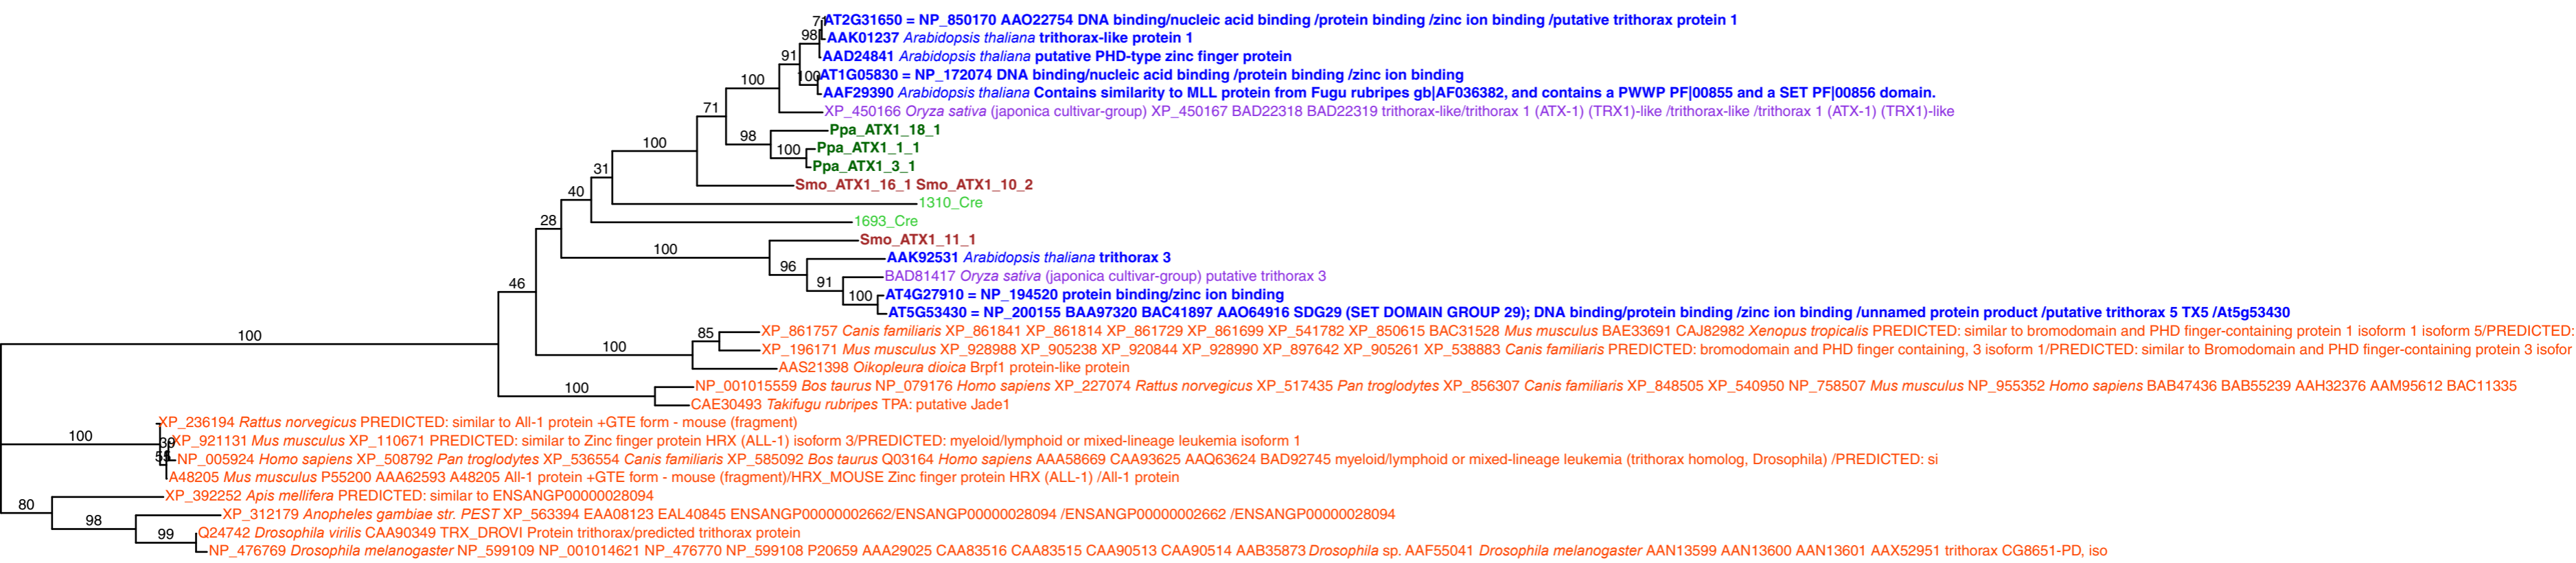 71 AT2G31650 = NP_850170 AAO22754 DNA binding/nucleic acid binding /protein binding /zinc ion binding /putative trithorax protein 1
98 AAK01237 Arabidopsis thaliana trithorax-like protein 1
91 AAD24841 Arabidopsis thaliana putative PHD-type zinc finger protein
100 100 AT1G05830 = NP_172074 DNA binding/nucleic acid binding /protein binding /zinc ion binding
AAF29390 Arabidopsis thaliana Contains similarity to MLL protein from Fugu rubripes gb|AF036382, and contains a PWWP PF|00855 and a SET PF|00856 domain.
71 XP_450166 Oryza sativa (japonica cultivar-group) XP_450167 BAD22318 BAD22319 trithorax-like/trithorax 1 (ATX-1) (TRX1)-like /trithorax-like /trithorax 1 (ATX-1) (TRX1)-like
98 Ppa_ATX1_18_1
100 100 Ppa_ATX1_1_1
31 Ppa_ATX1_3_1
40 Smo_ATX1_16_1 Smo_ATX1_10_2
1310_Cre
28 1693_Cre
100 Smo_ATX1_11_1
96 AAK92531 Arabidopsis thaliana trithorax 3
46 91 BAD81417 Oryza sativa (japonica cultivar-group) putative trithorax 3
100 AT4G27910 = NP_194520 protein binding/zinc ion binding
AT5G53430 = NP_200155 BAA97320 BAC41897 AAO64916 SDG29 (SET DOMAIN GROUP 29); DNA binding/protein binding /zinc ion binding /unnamed protein product /putative trithorax 5 TX5 /At5g53430
100 85 XP_861757 Canis familiaris XP_861841 XP_861814 XP_861729 XP_861699 XP_541782 XP_850615 BAC31528 Mus musculus BAE33691 CAJ82982 Xenopus tropicalis PREDICTED: similar to bromodomain and PHD finger-containing protein 1 isoform 1 isoform 5/PREDICTED:
100 XP_196171 Mus musculus XP_928988 XP_905238 XP_920844 XP_928990 XP_897642 XP_905261 XP_538883 Canis familiaris PREDICTED: bromodomain and PHD finger containing, 3 isoform 1/PREDICTED: similar to Bromodomain and PHD finger-containing protein 3 isofor
AAS21398 Oikopleura dioica Brpf1 protein-like protein
100 NP_001015559 Bos taurus NP_079176 Homo sapiens XP_227074 Rattus norvegicus XP_517435 Pan troglodytes XP_856307 Canis familiaris XP_848505 XP_540950 NP_758507 Mus musculus NP_955352 Homo sapiens BAB47436 BAB55239 AAH32376 AAM95612 BAC11335
CAE30493 Takifugu rubripes TPA: putative Jade1
XP_236194 Rattus norvegicus PREDICTED: similar to All-1 protein +GTE form - mouse (fragment)
100 XP_921131 Mus musculus XP_110671 PREDICTED: similar to Zinc finger protein HRX (ALL-1) isoform 3/PREDICTED: myeloid/lymphoid or mixed-lineage leukemia isoform 1
NP_005924 Homo sapiens XP_508792 Pan troglodytes XP_536554 Canis familiaris XP_585092 Bos taurus Q03164 Homo sapiens AAA58669 CAA93625 AAQ63624 BAD92745 myeloid/lymphoid or mixed-lineage leukemia (trithorax homolog, Drosophila) /PREDICTED: si
A48205 Mus musculus P55200 AAA62593 A48205 All-1 protein +GTE form - mouse (fragment)/HRX_MOUSE Zinc finger protein HRX (ALL-1) /All-1 protein
XP_392252 Apis mellifera PREDICTED: similar to ENSANGP00000028094
80 XP_312179 Anopheles gambiae str. PEST XP_563394 EAA08123 EAL40845 ENSANGP00000002662/ENSANGP00000028094 /ENSANGP00000002662 /ENSANGP00000028094
98 99 Q24742 Drosophila virilis CAA90349 TRX_DROVI Protein trithorax/predicted trithorax protein
NP_476769 Drosophila melanogaster NP_599109 NP_001014621 NP_476770 NP_599108 P20659 AAA29025 CAA83516 CAA83515 CAA90513 CAA90514 AAB35873 Drosophila sp. AAF55041 Drosophila melanogaster AAN13599 AAN13600 AAN13601 AAX52951 trithorax CG8651-PD, iso